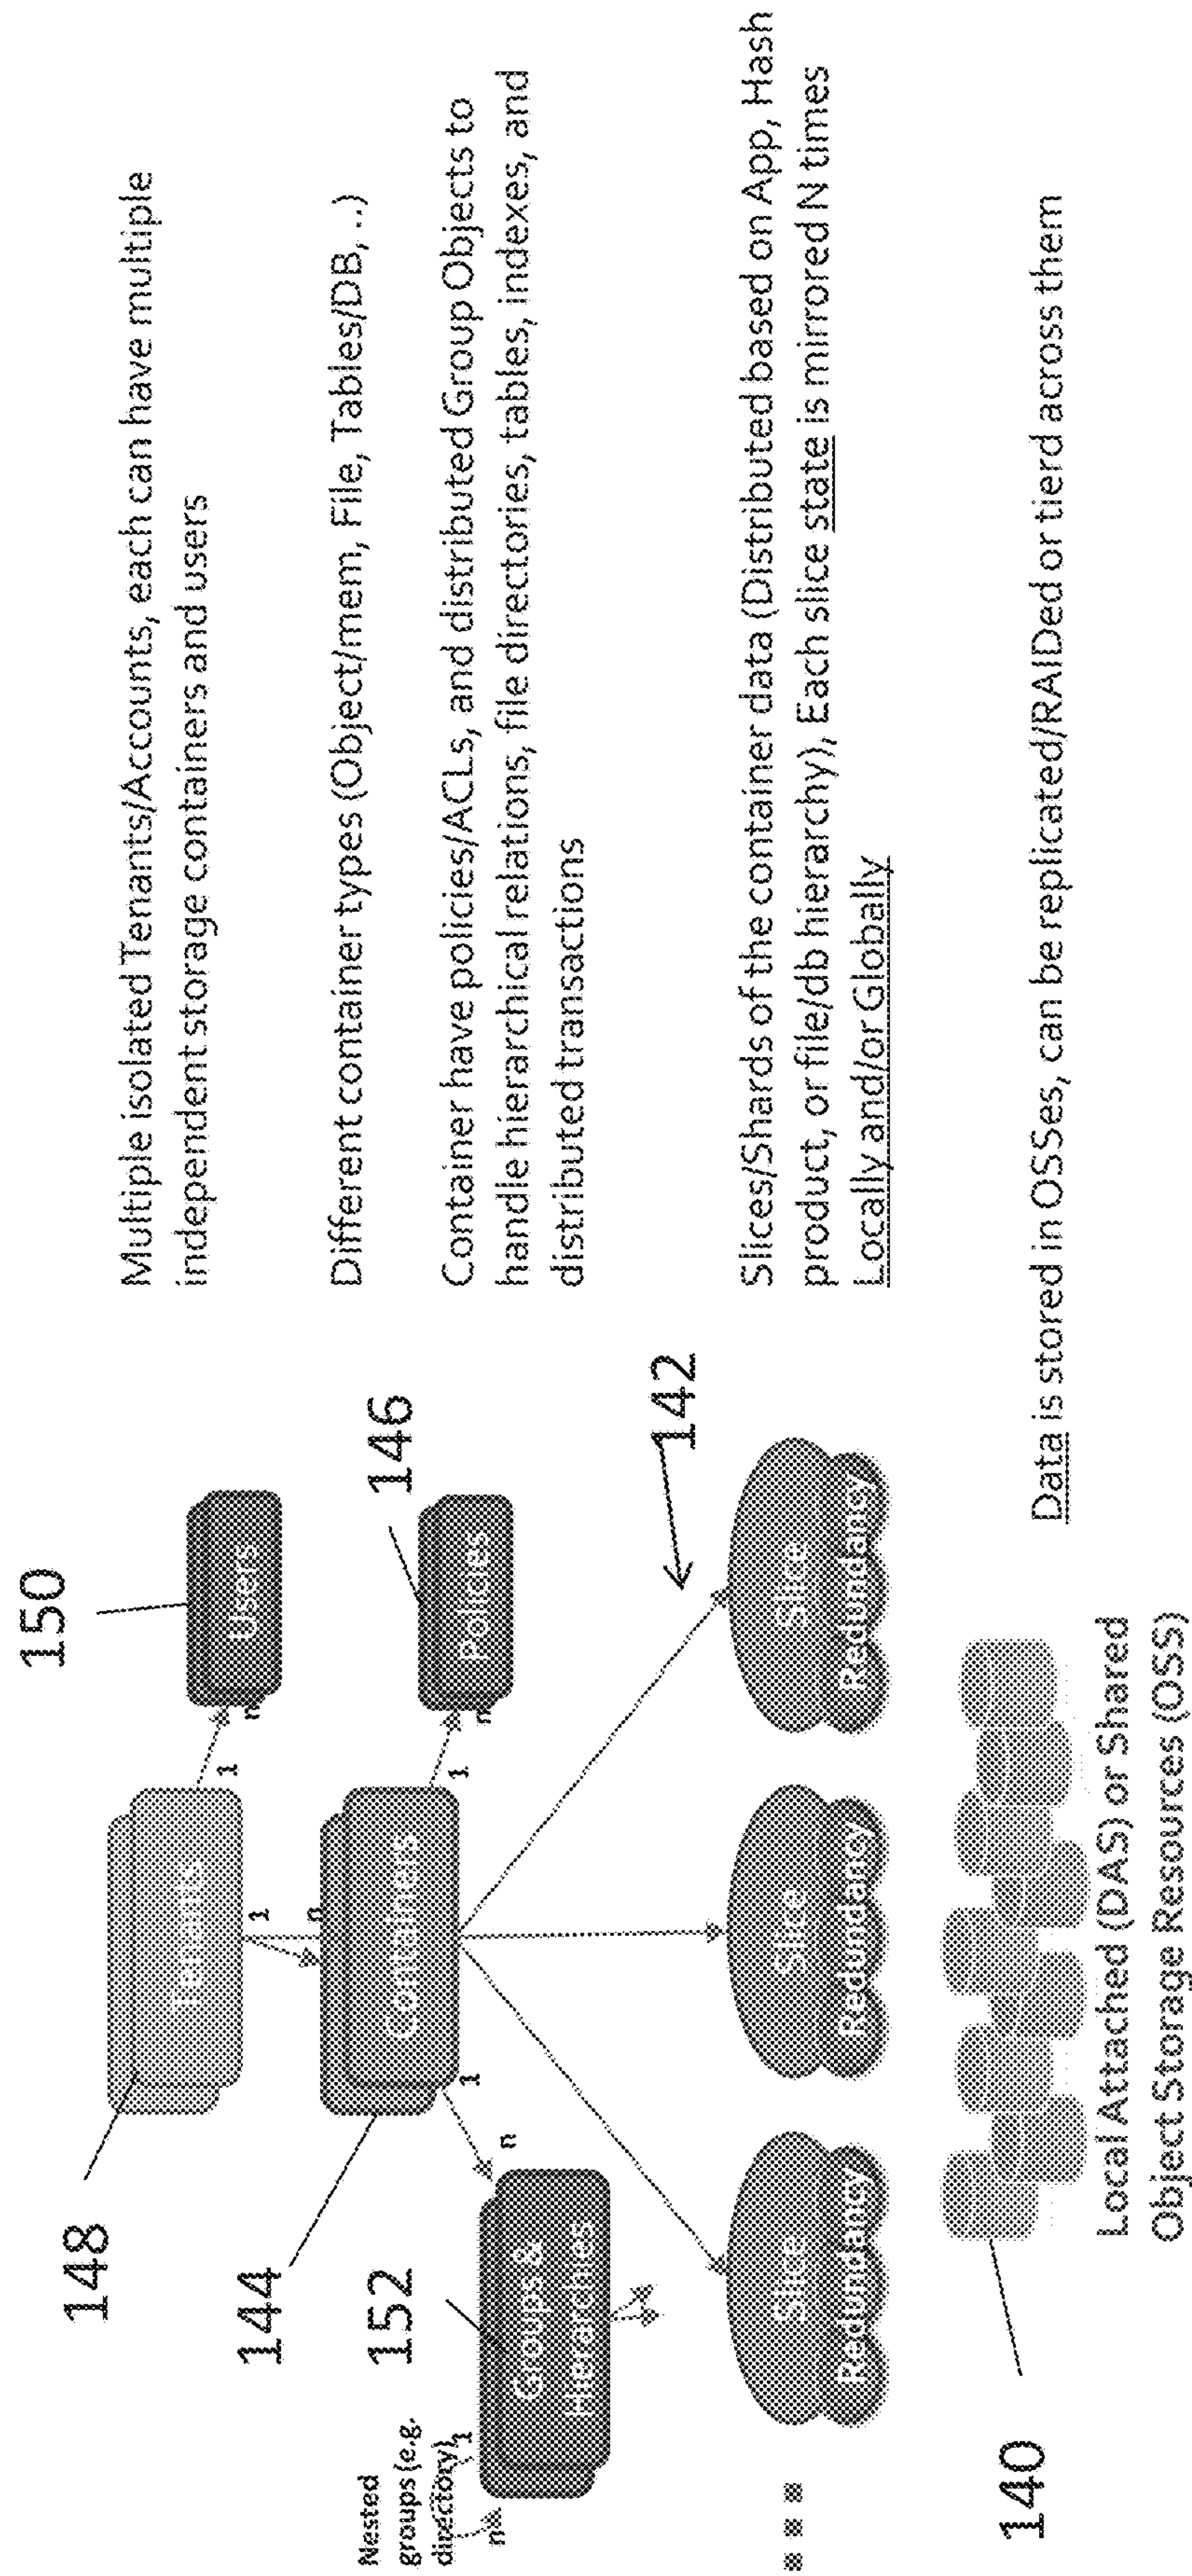 150
148
Tenants
1
n
Users
Multiple isolated Tenants/Accounts, each can have multiple
independent storage containers and users
1
n
144
Containers
146
1
n
Policies
Different container types (Object/mem, File, Tables/DB, ..)
Nested
groups (e.g.
directory)
1
n
152
1
n
Groups &
Hierarchies
Container have policies/ACLs, and distributed Group Objects to
handle hierarchical relations, file directories, tables, indexes, and
distributed transactions
142
Slice
Redundancy
Slice
Redundancy
Slice
Redundancy
Slices/Shards of the container data (Distributed based on App, Hash
product, or file/db hierarchy), Each slice state is mirrored N times
Locally and/or Globally
140
Local Attached (DAS) or Shared
Object Storage Resources (OSS)
Data is stored in OSSes, can be replicated/RAIDed or tierd across them